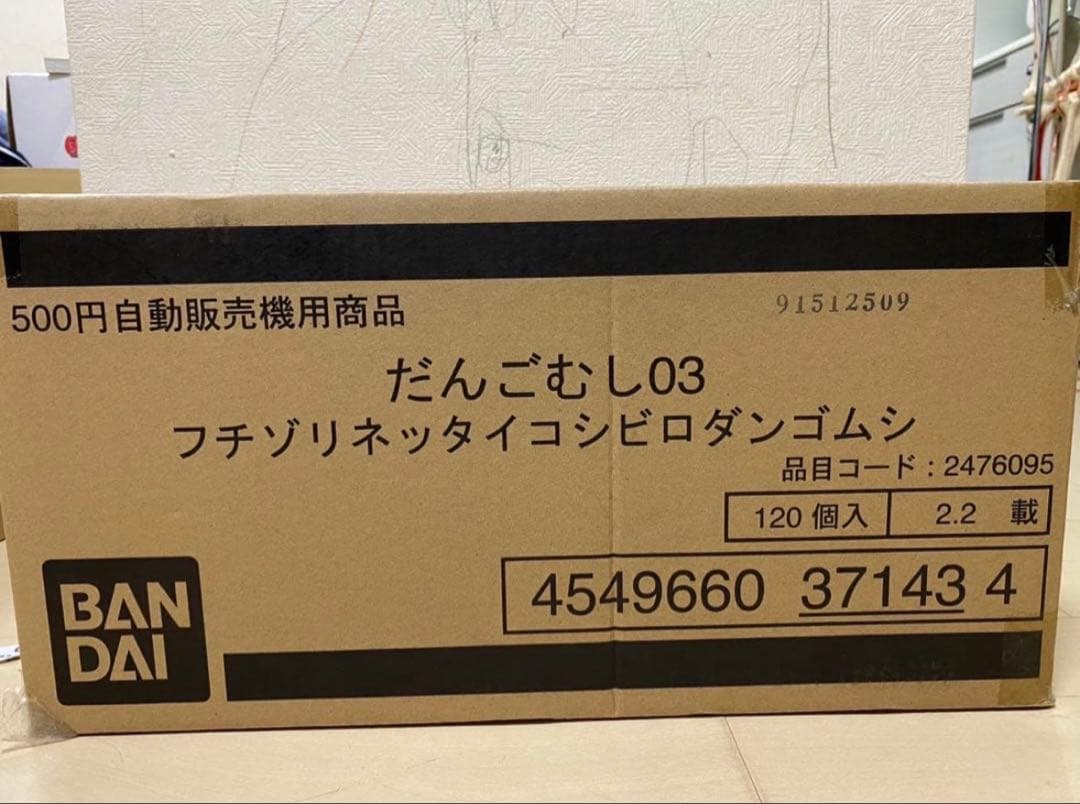 500円自動販売機用商品
91512509
だんごむし03
フチゾリネッタイコシビロダンゴムシ
品目コード：2476095
120 個入
2.2 載
4549660 37143 4
BAN
DAI